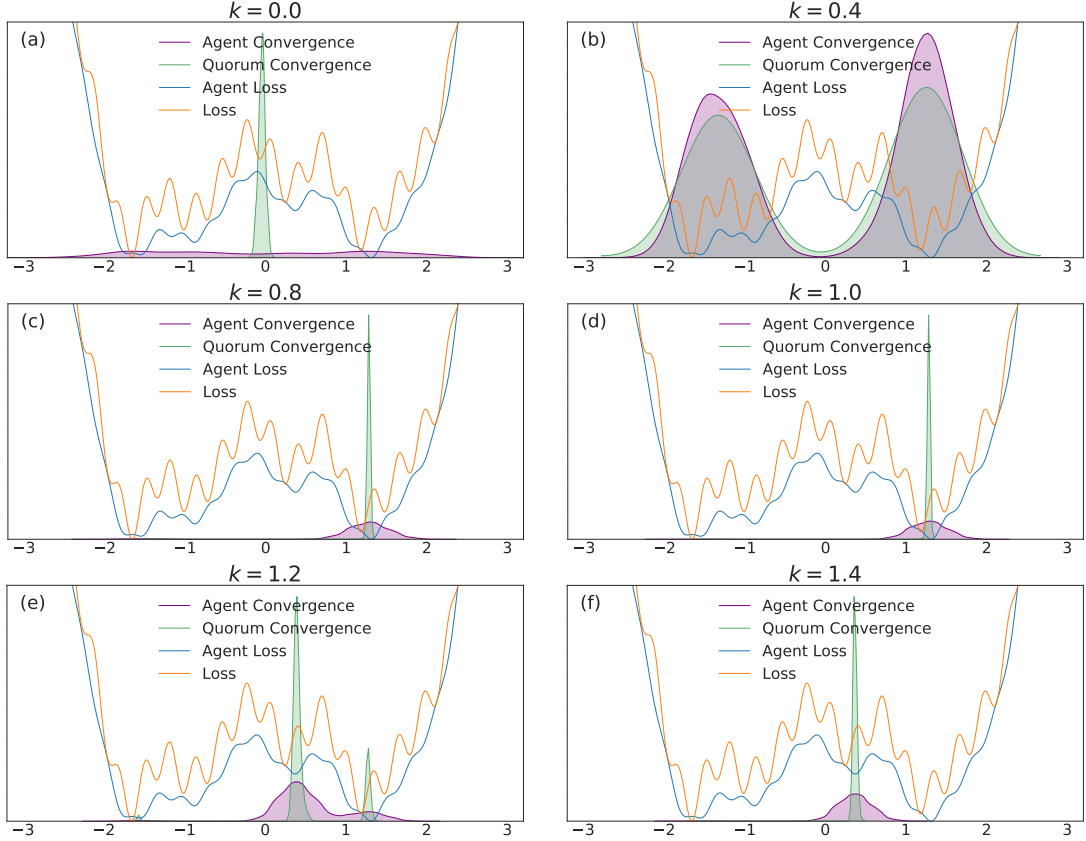 k = 0.0
(a)
Agent Convergence
Quorum Convergence
Agent Loss
Loss
−3 −2 −1 0 1 2 3
k = 0.4
(b)
Agent Convergence
Quorum Convergence
Agent Loss
Loss
−3 −2 −1 0 1 2 3
k = 0.8
(c)
Agent Convergence
Quorum Convergence
Agent Loss
Loss
−3 −2 −1 0 1 2 3
k = 1.0
(d)
Agent Convergence
Quorum Convergence
Agent Loss
Loss
−3 −2 −1 0 1 2 3
k = 1.2
(e)
Agent Convergence
Quorum Convergence
Agent Loss
Loss
−3 −2 −1 0 1 2 3
k = 1.4
(f)
Agent Convergence
Quorum Convergence
Agent Loss
Loss
−3 −2 −1 0 1 2 3